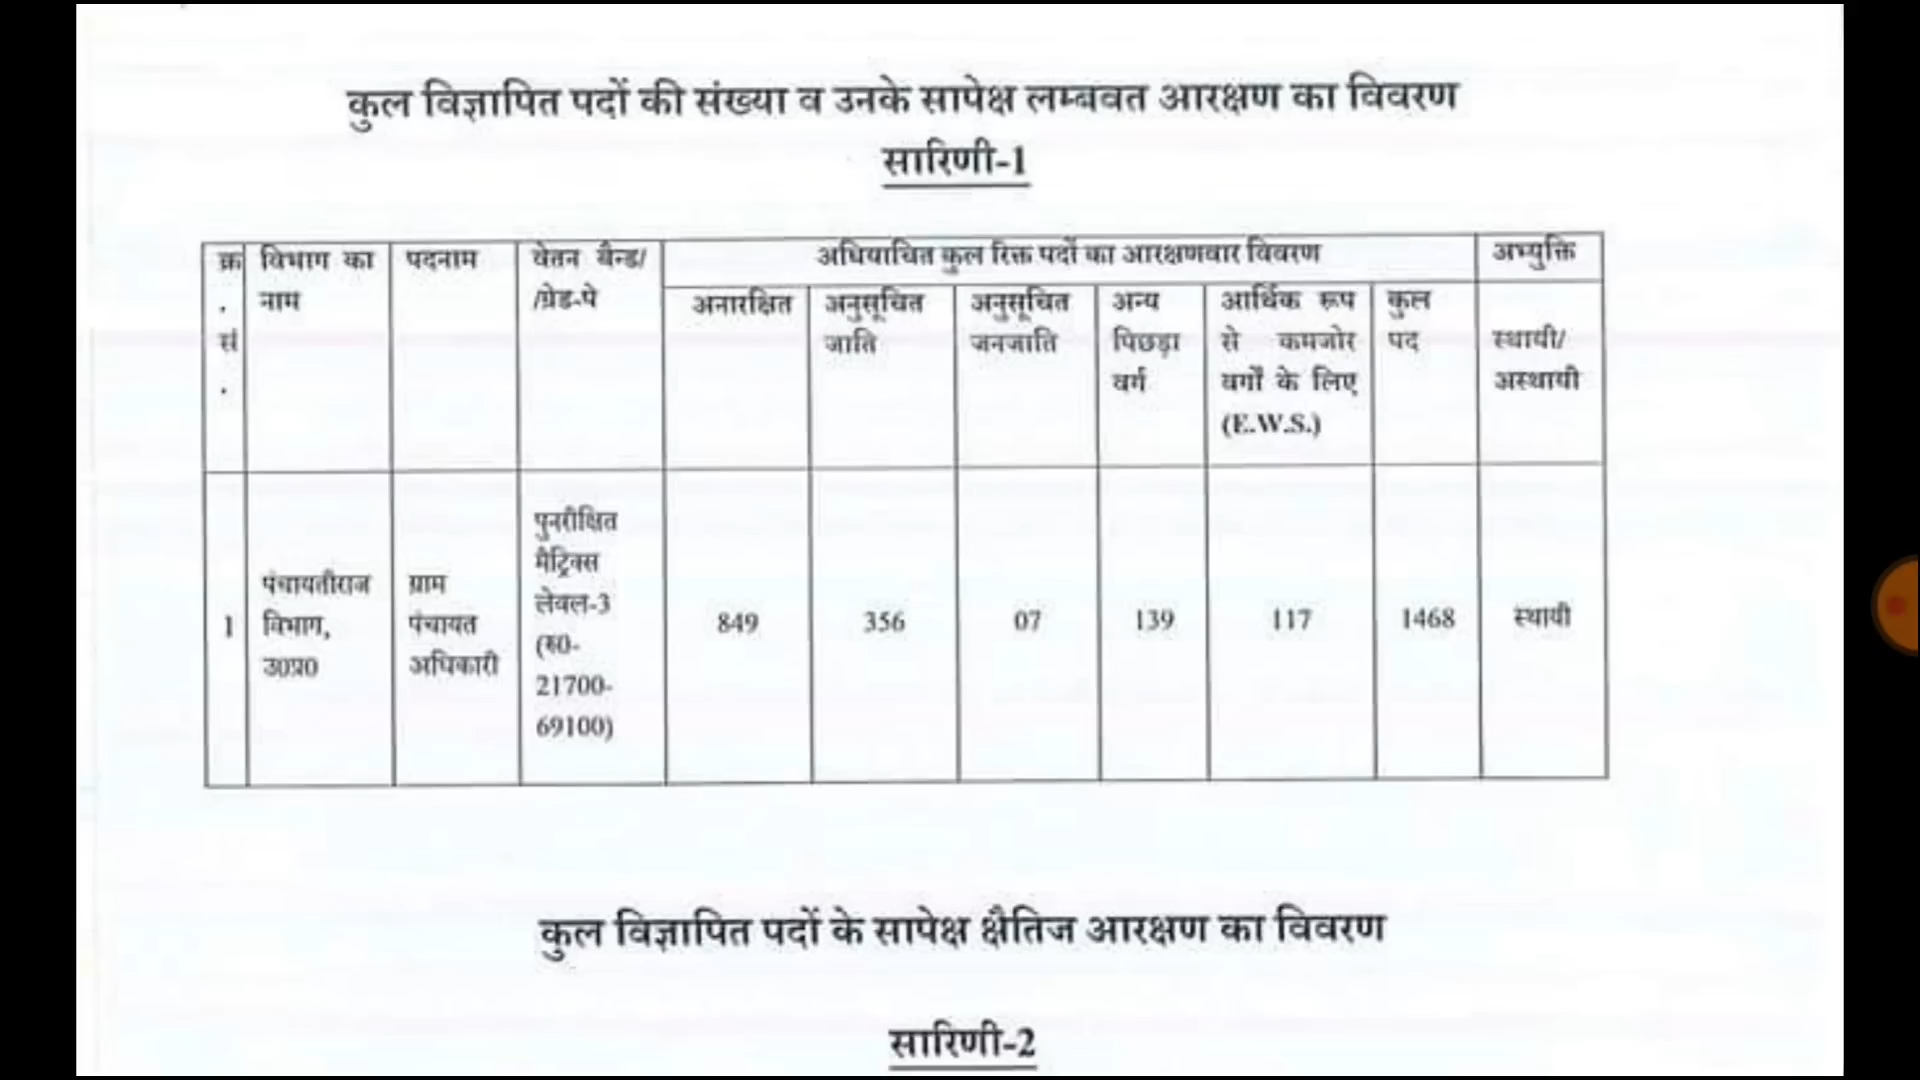 कुल विज्ञापित पदों की संख्या व उनके सापेक्ष लम्बवत आरक्षण का विवरण
सारिणी-1
क्र
.
सं
.
विभाग का
नाम
पदनाम
वेतन बैन्ड/
/ग्रेड-पे
अधियाचित कुल रिक्त पदों का आरक्षणवार विवरण
अभ्युक्ति
अनारक्षित
अनुसूचित
जाति
अनुसूचित
जनजाति
अन्य
पिछड़ा
वर्ग
आर्थिक रूप
से कमजोर
वर्गों के लिए
(E.W.S.)
कुल
पद
स्थायी/
अस्थायी
1
पंचायतीराज
विभाग,
उ0प्र0
ग्राम
पंचायत
अधिकारी
पुनरीक्षित
मैट्रिक्स
लेवल-3
(रू0-
21700-
69100)
849
356
07
139
117
1468
स्थायी
कुल विज्ञापित पदों के सापेक्ष क्षैतिज आरक्षण का विवरण
सारिणी-2